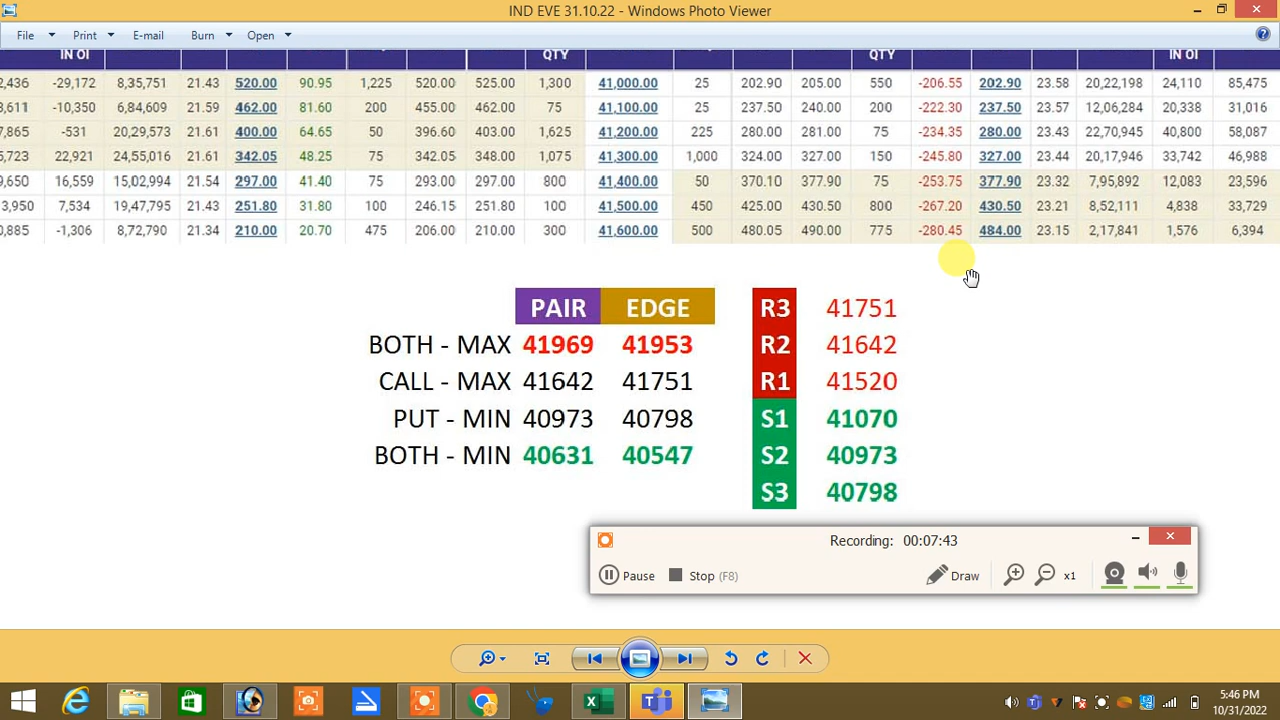 IND EVE 31.10.22 - Windows Photo Viewer
File Print E-mail Burn Open
IN OI QTY QTY IN OI
2,436 -29,172 8,35,751 21.43 520.00 90.95 1,225 520.00 525.00 1,300 41,000.00 25 202.90 205.00 550 -206.55 202.90 23.58 20,22,198 24,110 85,475
3,611 -10,350 6,84,609 21.59 462.00 81.60 200 455.00 462.00 75 41,100.00 25 237.50 240.00 200 -222.30 237.50 23.57 12,06,284 20,338 31,016
7,865 -531 20,29,573 21.61 400.00 64.65 50 396.60 403.00 1,625 41,200.00 225 280.00 281.00 75 -234.35 280.00 23.43 22,70,945 40,800 58,087
5,723 22,921 24,55,016 21.61 342.05 48.25 75 342.05 348.00 1,075 41,300.00 1,000 324.00 327.00 150 -245.80 327.00 23.44 20,17,946 33,742 46,988
9,650 16,559 15,02,994 21.54 297.00 41.40 75 293.00 297.00 800 41,400.00 50 370.10 377.90 75 -253.75 377.90 23.32 7,95,892 12,083 23,596
3,950 7,534 19,47,795 21.43 251.80 31.80 100 246.15 251.80 100 41,500.00 450 425.00 430.50 800 -267.20 430.50 23.21 8,52,111 4,838 33,729
0,885 -1,306 8,72,790 21.34 210.00 20.70 475 206.00 210.00 300 41,600.00 500 480.05 490.00 775 -280.45 484.00 23.15 2,17,841 1,576 6,394
PAIR EDGE R3 41751
BOTH - MAX 41969 41953 R2 41642
CALL - MAX 41642 41751 R1 41520
PUT - MIN 40973 40798 S1 41070
BOTH - MIN 40631 40547 S2 40973
S3 40798
Recording: 00:07:43
Pause Stop (F8) Draw x1
5:46 PM
10/31/2022